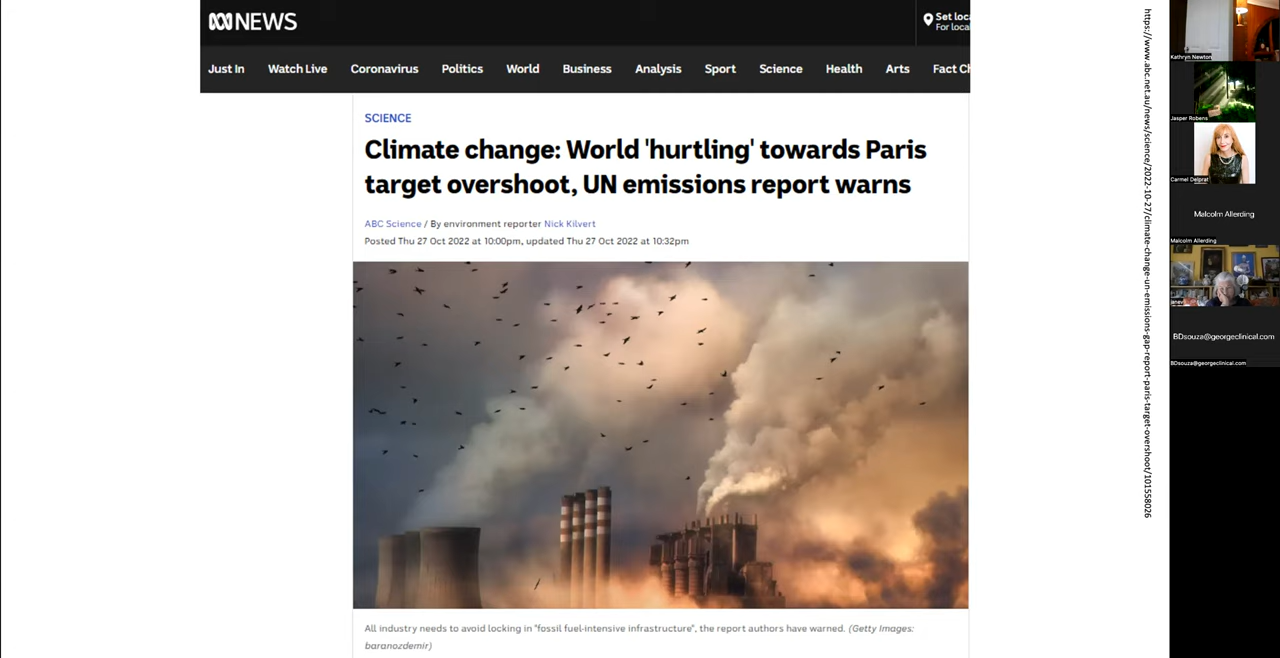 NEWS
Set loca
For loca
Just In Watch Live Coronavirus Politics World Business Analysis Sport Science Health Arts Fact Ch
SCIENCE
Climate change: World 'hurtling' towards Paris
target overshoot, UN emissions report warns
ABC Science / By environment reporter Nick Kilvert
Posted Thu 27 Oct 2022 at 10:00pm, updated Thu 27 Oct 2022 at 10:32pm
All industry needs to avoid locking in "fossil fuel-intensive infrastructure", the report authors have warned. (Getty Images:
baranozdemir)
https://www.abc.net.au/news/science/2022-10-27/climate-change-un-emissions-gap-report-paris-target-overshoot/101558026
Kathryn Newton
Jasper Robens
Carmel Delprat
Malcolm Allerding
Malcolm Allerding
janev
BDsouza@georgeclinical.com
BDsouza@georgeclinical.com